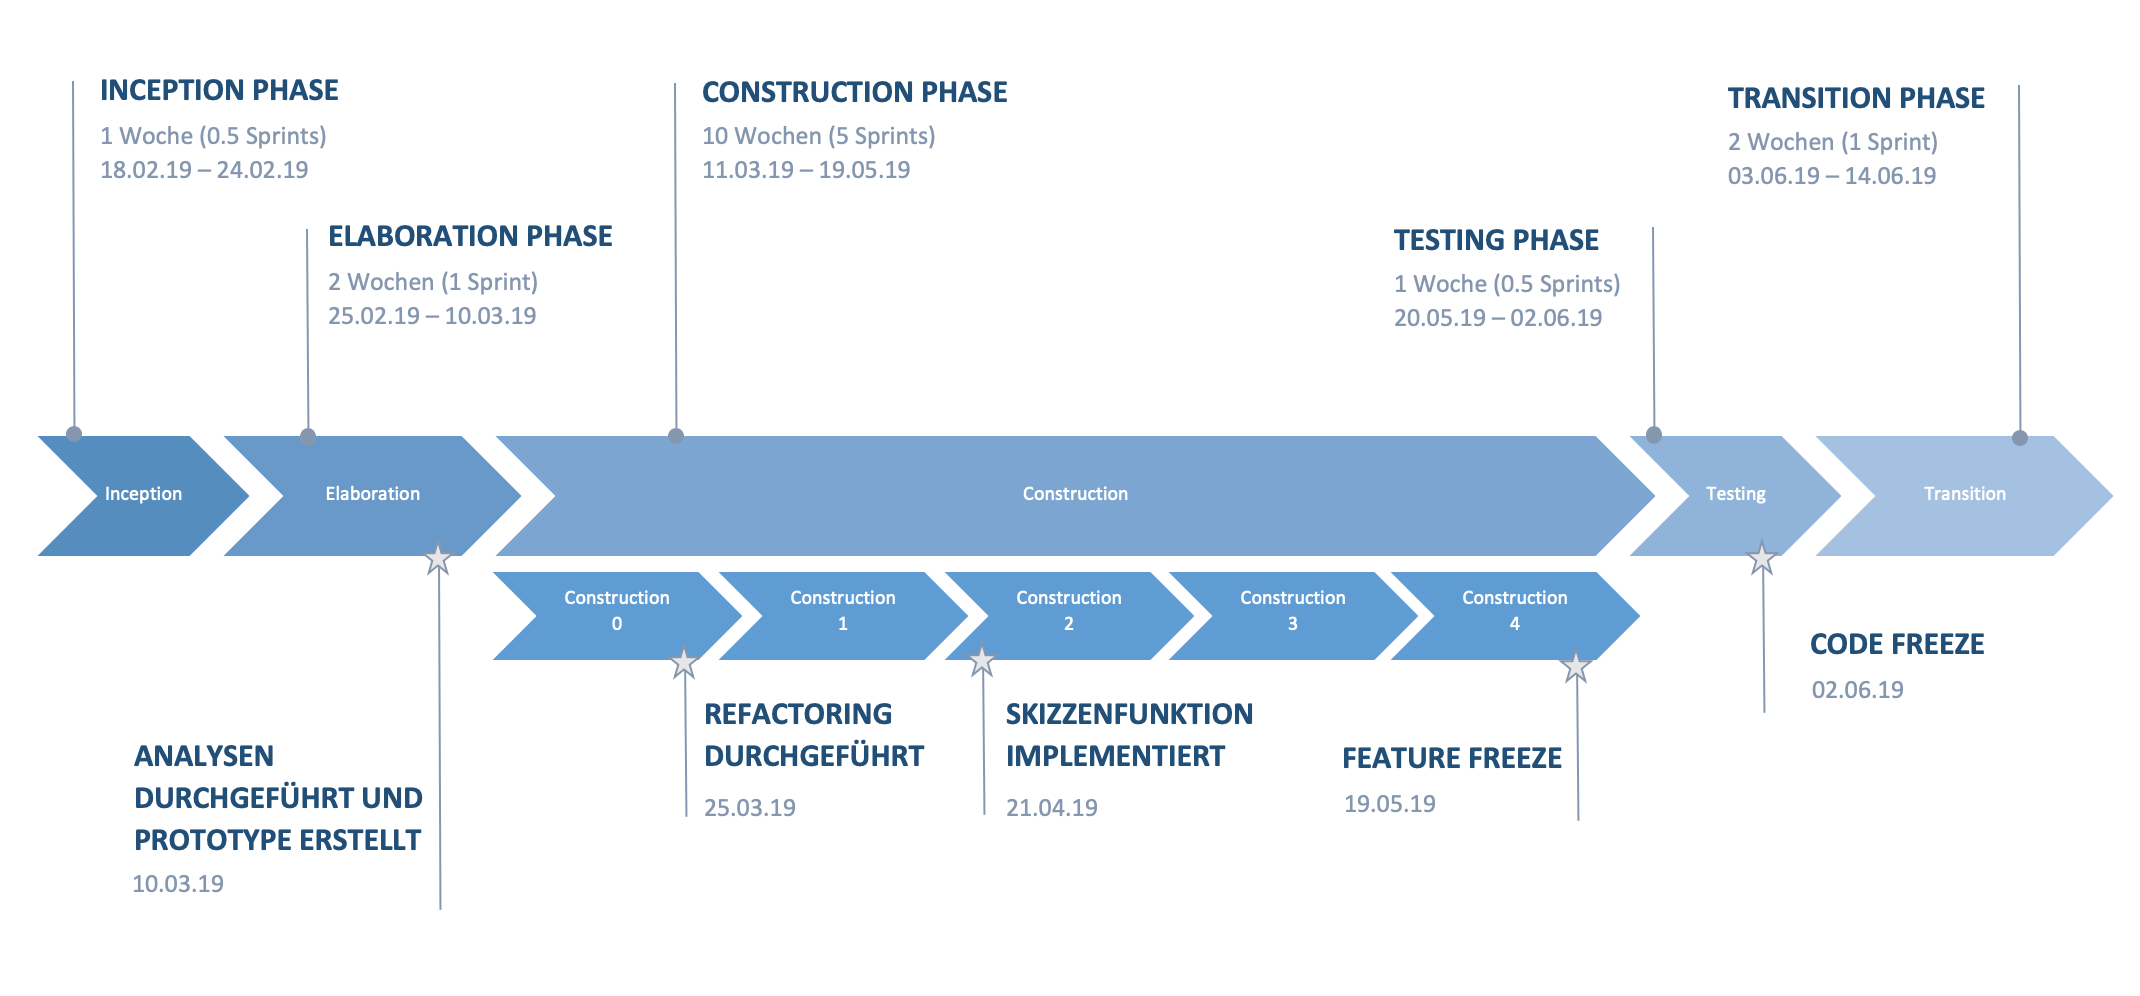 INCEPTION PHASE
1 Woche (0.5 Sprints)
18.02.19 – 24.02.19
CONSTRUCTION PHASE
10 Wochen (5 Sprints)
11.03.19 – 19.05.19
TRANSITION PHASE
2 Wochen (1 Sprint)
03.06.19 – 14.06.19
ELABORATION PHASE
2 Wochen (1 Sprint)
25.02.19 – 10.03.19
TESTING PHASE
1 Woche (0.5 Sprints)
20.05.19 – 02.06.19
Inception
Elaboration
Construction
Testing
Transition
Construction
0
Construction
1
Construction
2
Construction
3
Construction
4
CODE FREEZE
02.06.19
REFACTORING
DURCHGEFÜHRT
25.03.19
SKIZZENFUNKTION
IMPLEMENTIERT
21.04.19
FEATURE FREEZE
19.05.19
ANALYSEN
DURCHGEFÜHRT UND
PROTOTYPE ERSTELLT
10.03.19